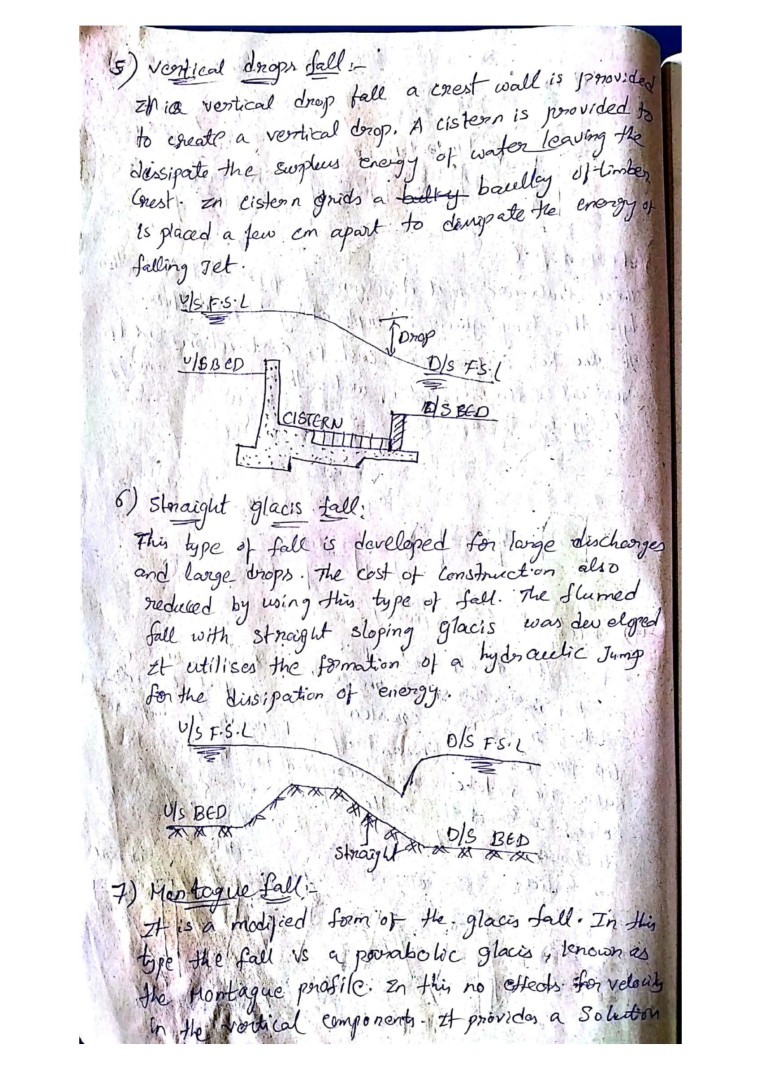 5) Vertical drops fall :-
In a vertical drop fall a crest wall is provided
to create a vertical drop. A cistern is provided to
dissipate the surplus energy of water leaving the
Crest. In cistern grids a baulley of timber
is placed a few cm apart to dissipate the energy of
falling Jet.
U/S F.S.L
Drop
U/S BED
D/S F.S.L
D/S BED
CISTERN
6) Straight glacis fall:
This type of fall is developed for large discharges
and large drops. The cost of construction also
reduced by using this type of fall. The flumed
fall with straight sloping glacis was develgped
It utilises the formation of a hydraulic Jump
for the dissipation of energy.
U/S F.S.L
D/S F.S.L
U/S BED
D/S BED
Straight
7) Montague fall :-
It is a modified form of the glacis fall. In this
type the fall is a parabolic glacis, known as
the Montague profile. In this no effects for velocity
in the vertical components. It provides a Solution